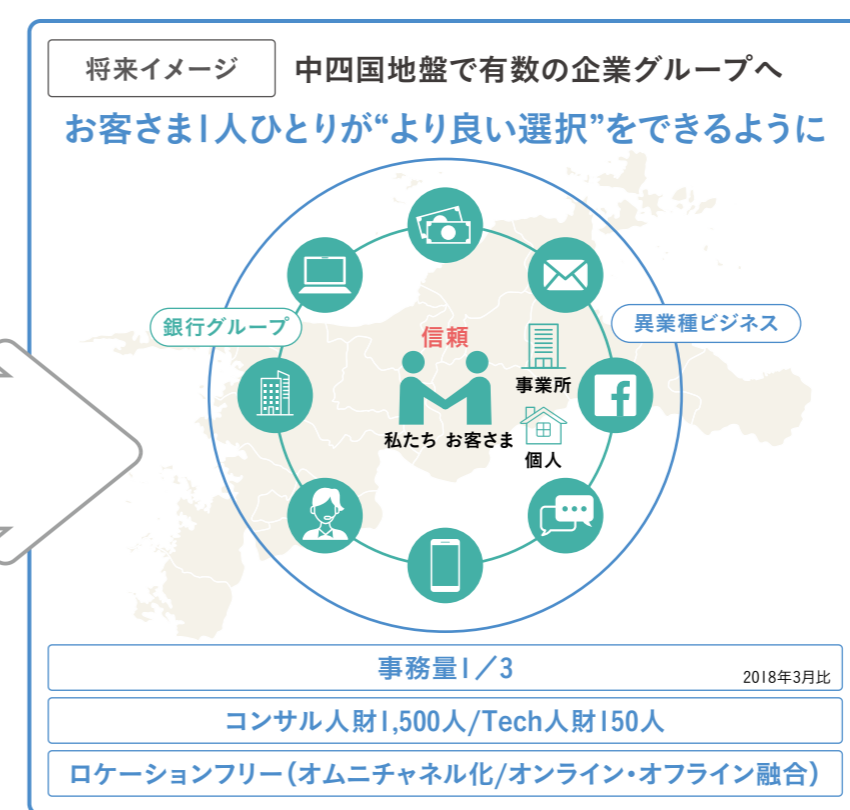 将来イメージ
中四国地盤で有数の企業グループへ
お客さま1人ひとりが“より良い選択”をできるように
銀行グループ
異業種ビジネス
信頼
事業所
私たち お客さま
個人
事務量1／3
2018年3月比
コンサル人財1,500人/Tech人財150人
ロケーションフリー(オムニチャネル化/オンライン・オフライン融合)